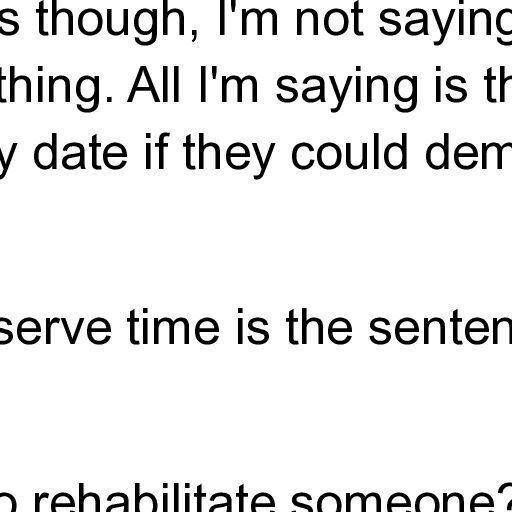 s though, I'm not saying
thing. All I'm saying is th
y date if they could dem
serve time is the senten
o rehabilitate someone?